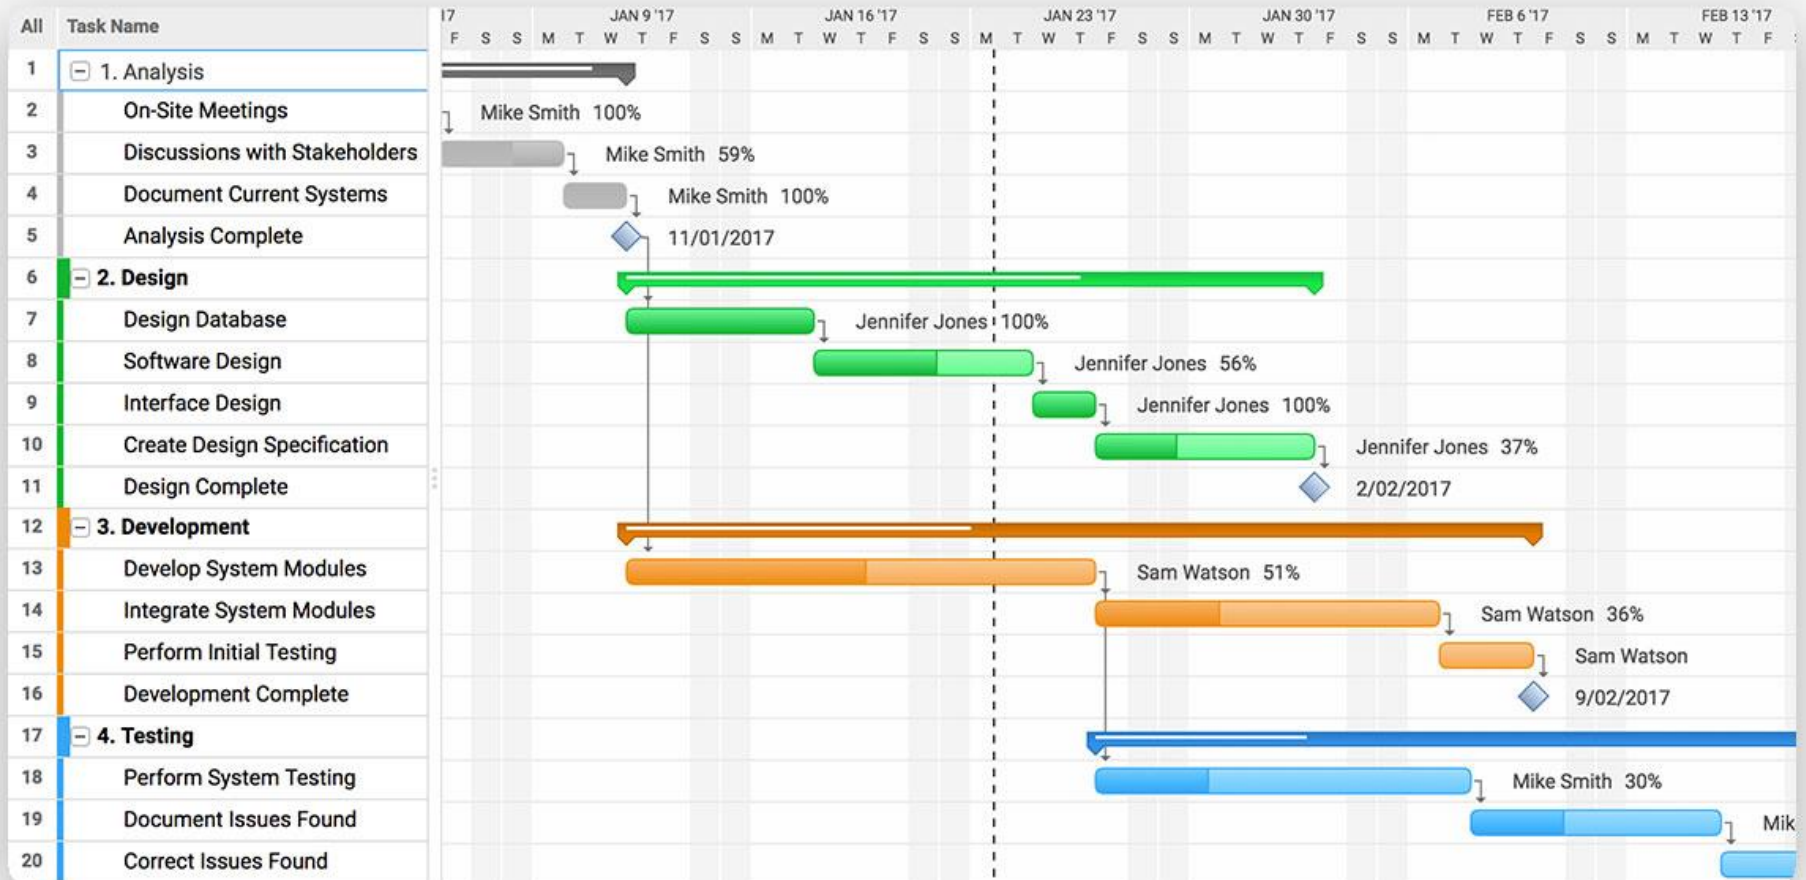 All Task Name 17 JAN 9 '17 JAN 16 '17 JAN 23 '17 JAN 30 '17 FEB 6 '17 FEB 13 '17
F S S M T W T F S S M T W T F S S M T W T F S S M T W T F S S M T W T F S S M T W T F
1 1. Analysis
2 On-Site Meetings Mike Smith 100%
3 Discussions with Stakeholders Mike Smith 59%
4 Document Current Systems Mike Smith 100%
5 Analysis Complete 11/01/2017
6 2. Design
7 Design Database Jennifer Jones 100%
8 Software Design Jennifer Jones 56%
9 Interface Design Jennifer Jones 100%
10 Create Design Specification Jennifer Jones 37%
11 Design Complete 2/02/2017
12 3. Development
13 Develop System Modules Sam Watson 51%
14 Integrate System Modules Sam Watson 36%
15 Perform Initial Testing Sam Watson
16 Development Complete 9/02/2017
17 4. Testing
18 Perform System Testing Mike Smith 30%
19 Document Issues Found Mik
20 Correct Issues Found